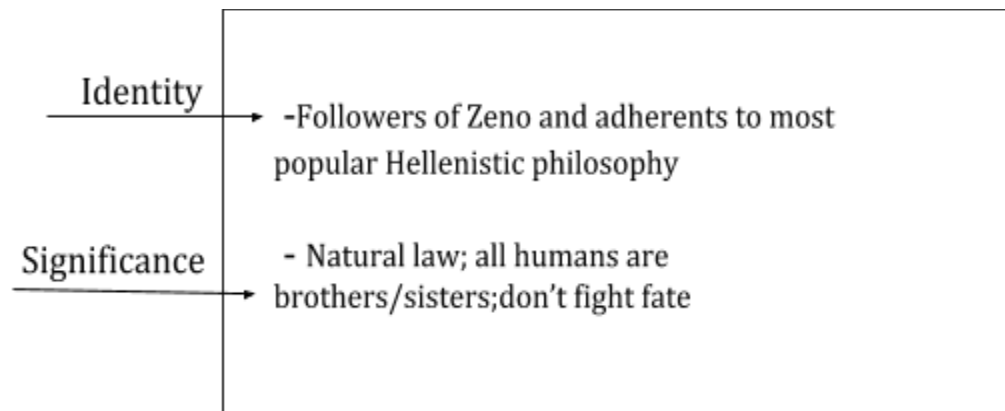 Identity
-Followers of Zeno and adherents to most
popular Hellenistic philosophy
Significance
- Natural law; all humans are
brothers/sisters;don’t fight fate